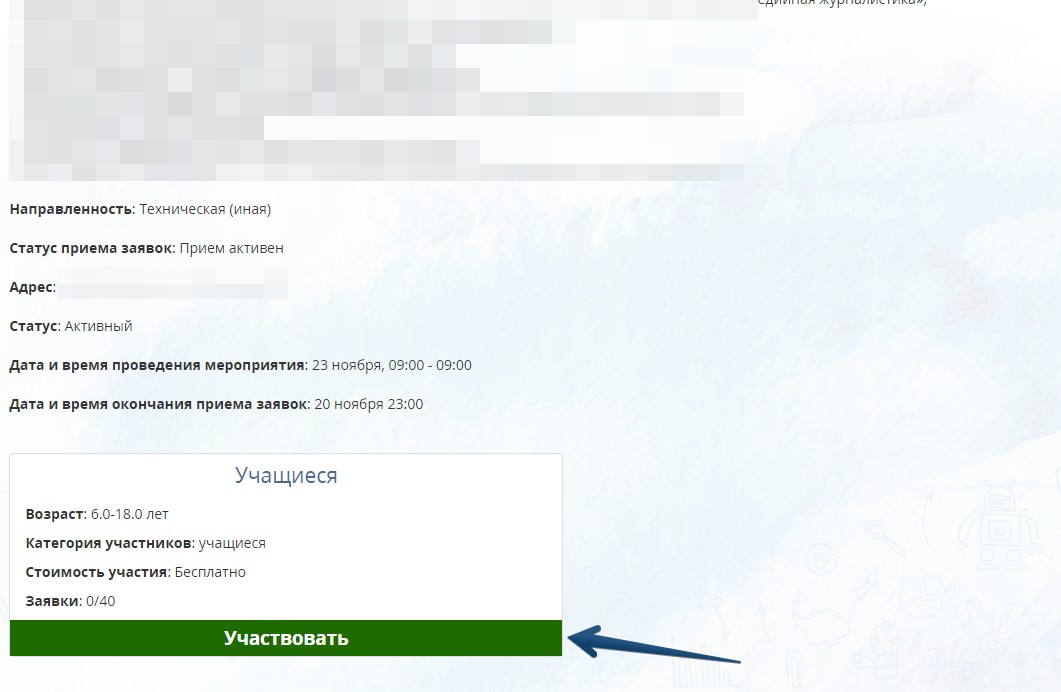 журналистика»,
Направленность: Техническая (иная)
Статус приема заявок: Прием активен
Адрес:
Статус: Активный
Дата и время проведения мероприятия: 23 ноября, 09:00 - 09:00
Дата и время окончания приема заявок: 20 ноября 23:00
Учащиеся
Возраст: 6.0-18.0 лет
Категория участников: учащиеся
Стоимость участия: Бесплатно
Заявки: 0/40
Участвовать